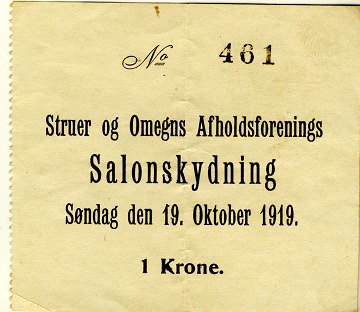 No 461
Struer og Omegns Afholdsforenings
Salonskydning
Søndag den 19. Oktober 1919.
1 Krone.